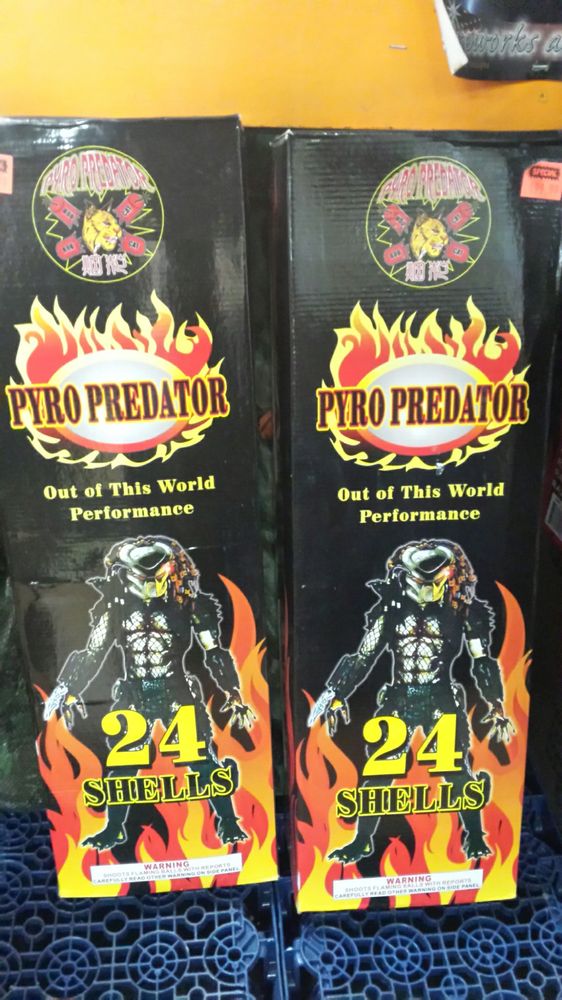 works a
PYRO PREDATOR
PYRO PREDATOR
Out of This World
Performance
24
SHELLS
WARNING
SHOOTS FLAMING BALLS WITH REPORTS
CAREFULLY READ OTHER WARNING ON SIDE PANEL
SPECIAL
PYRO PREDATOR
PYRO PREDATOR
Out of This World
Performance
24
SHELLS
WARNING
SHOOTS FLAMING BALLS WITH REPORTS
CAREFULLY READ OTHER WARNING ON SIDE PANEL